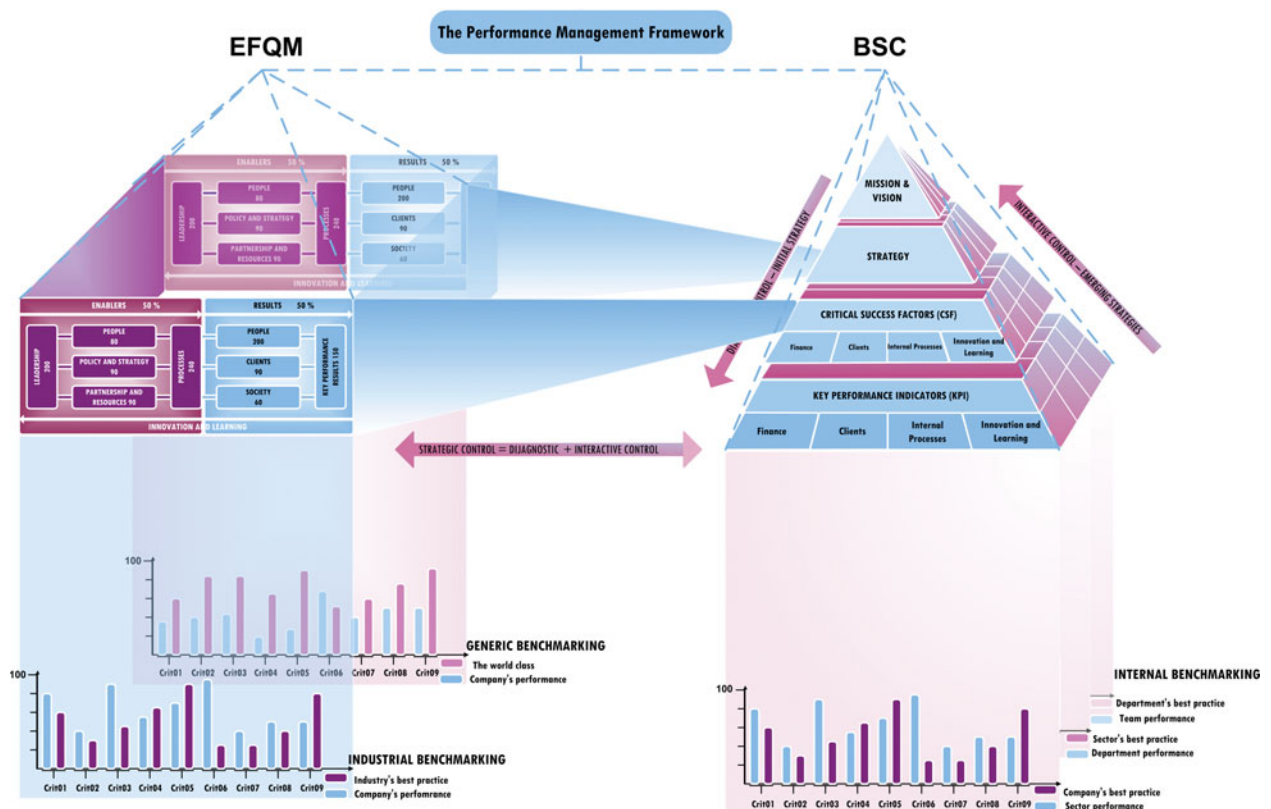 The Performance Management Framework
EFQM
BSC
ENABLERS 50 %
RESULTS 50 %
LEADERSHIP
200
PEOPLE
80
POLICY AND STRATEGY
90
PARTNERSHIP AND
RESOURCES 90
PROCESSES
240
PEOPLE
200
CLIENTS
90
SOCIETY
60
INNOVATION AND LEARNING
ENABLERS 50 %
RESULTS 50 %
LEADERSHIP
200
PEOPLE
80
POLICY AND STRATEGY
90
PARTNERSHIP AND
RESOURCES 90
PROCESSES
240
PEOPLE
200
CLIENTS
90
SOCIETY
60
KEY PERFORMANCE
RESULTS 150
INNOVATION AND LEARNING
MISSION &
VISION
STRATEGY
CRITICAL SUCCESS FACTORS (CSF)
Finance
Clients
Internal Processes
Innovation and
Learning
KEY PERFORMANCE INDICATORS (KPI)
Finance
Clients
Internal
Processes
Innovation and
Learning
CONTROL – INITIAL STRATEGY
INTERACTIVE CONTROL – EMERGING STRATEGIES
STRATEGIC CONTROL = DIJAGNOSTIC + INTERACTIVE CONTROL
100
Crit01 Crit02 Crit03 Crit04 Crit05 Crit06 Crit07 Crit08 Crit09
GENERIC BENCHMARKING
The world class
Company's performance
100
Crit01 Crit02 Crit03 Crit04 Crit05 Crit06 Crit07 Crit08 Crit09
INDUSTRIAL BENCHMARKING
Industry's best practice
Company's perfomrance
100
Crit01 Crit02 Crit03 Crit04 Crit05 Crit06 Crit07 Crit08 Crit09
INTERNAL BENCHMARKING
Department's best practice
Team performance
Sector's best practice
Department performance
Company's best practice
Sector performance